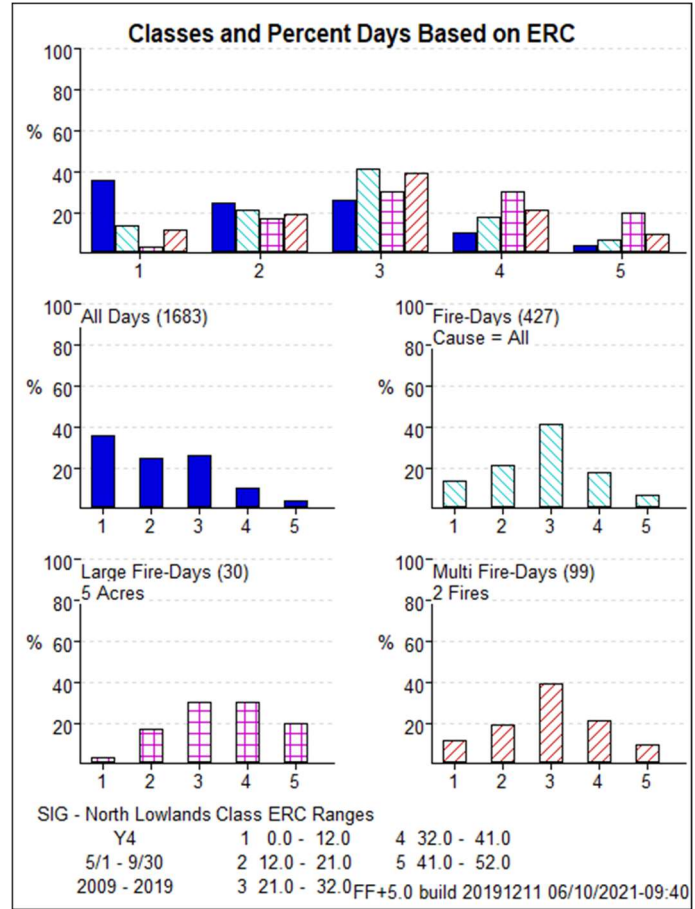 Classes and Percent Days Based on ERC
100
80
% 60
40
20
1 2 3 4 5
All Days (1683)
100
80
% 60
40
20
1 2 3 4 5
Fire-Days (427)
Cause = All
100
80
% 60
40
20
1 2 3 4 5
Large Fire-Days (30)
5 Acres
100
80
% 60
40
20
1 2 3 4 5
Multi Fire-Days (99)
2 Fires
100
80
% 60
40
20
1 2 3 4 5
SIG - North Lowlands Class ERC Ranges
Y4 1 0.0 - 12.0 4 32.0 - 41.0
5/1 - 9/30 2 12.0 - 21.0 5 41.0 - 52.0
2009 - 2019 3 21.0 - 32.0 FF+5.0 build 20191211 06/10/2021-09:40